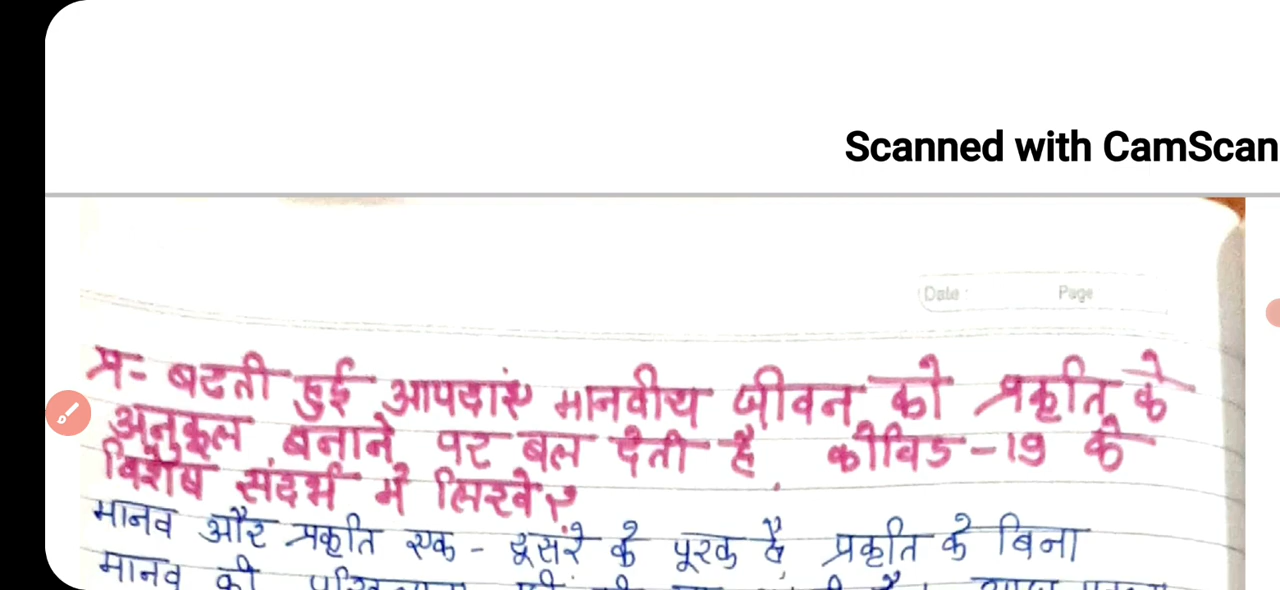 Scanned with CamScan
Date Page
प्र- बढती हुई आपदाएं मानवीय जीवन को प्रकृति के
अनुकूल बनाने पर बल देती है कोविड-19 के
विशेष संदर्भ में लिखे?
मानव और प्रकृति एक - दूसरे के पूरक है प्रकृति के बिना
मानव की